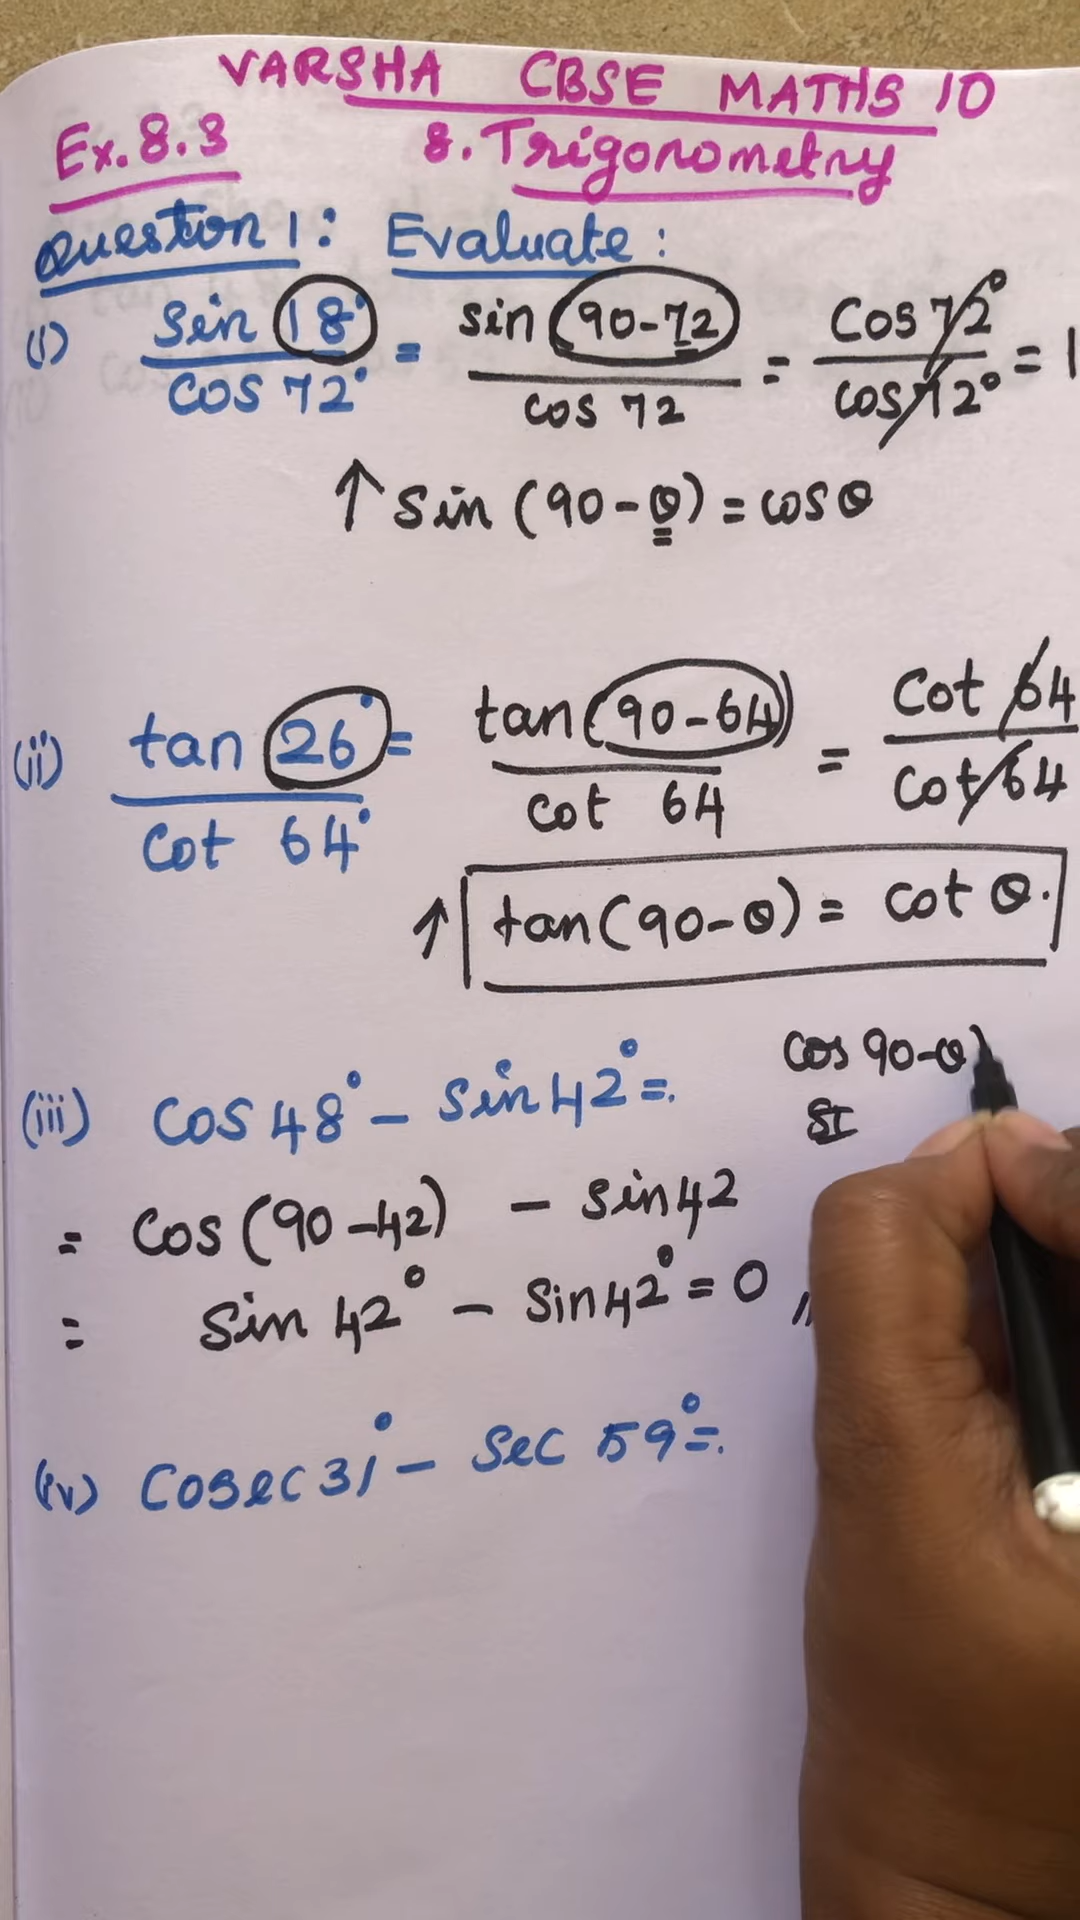 VARSHA CBSE MATHS 10
Ex. 8.3 8. Trigonometry
Question 1: Evaluate:
(i) sin 18° / cos 72° = sin (90-72) / cos 72 = cos 72° / cos 72° = 1
↑ sin (90-θ) = cos θ
(ii) tan 26° / cot 64° = tan(90-64) / cot 64 = cot 64 / cot 64
↑ tan(90-θ) = cot θ.
(iii) cos 48° - sin 42° =. cos 90-θ)
= cos (90-42) - sin 42
= sin 42° - sin 42° = 0 //
(iv) cosec 31° - sec 59° =.